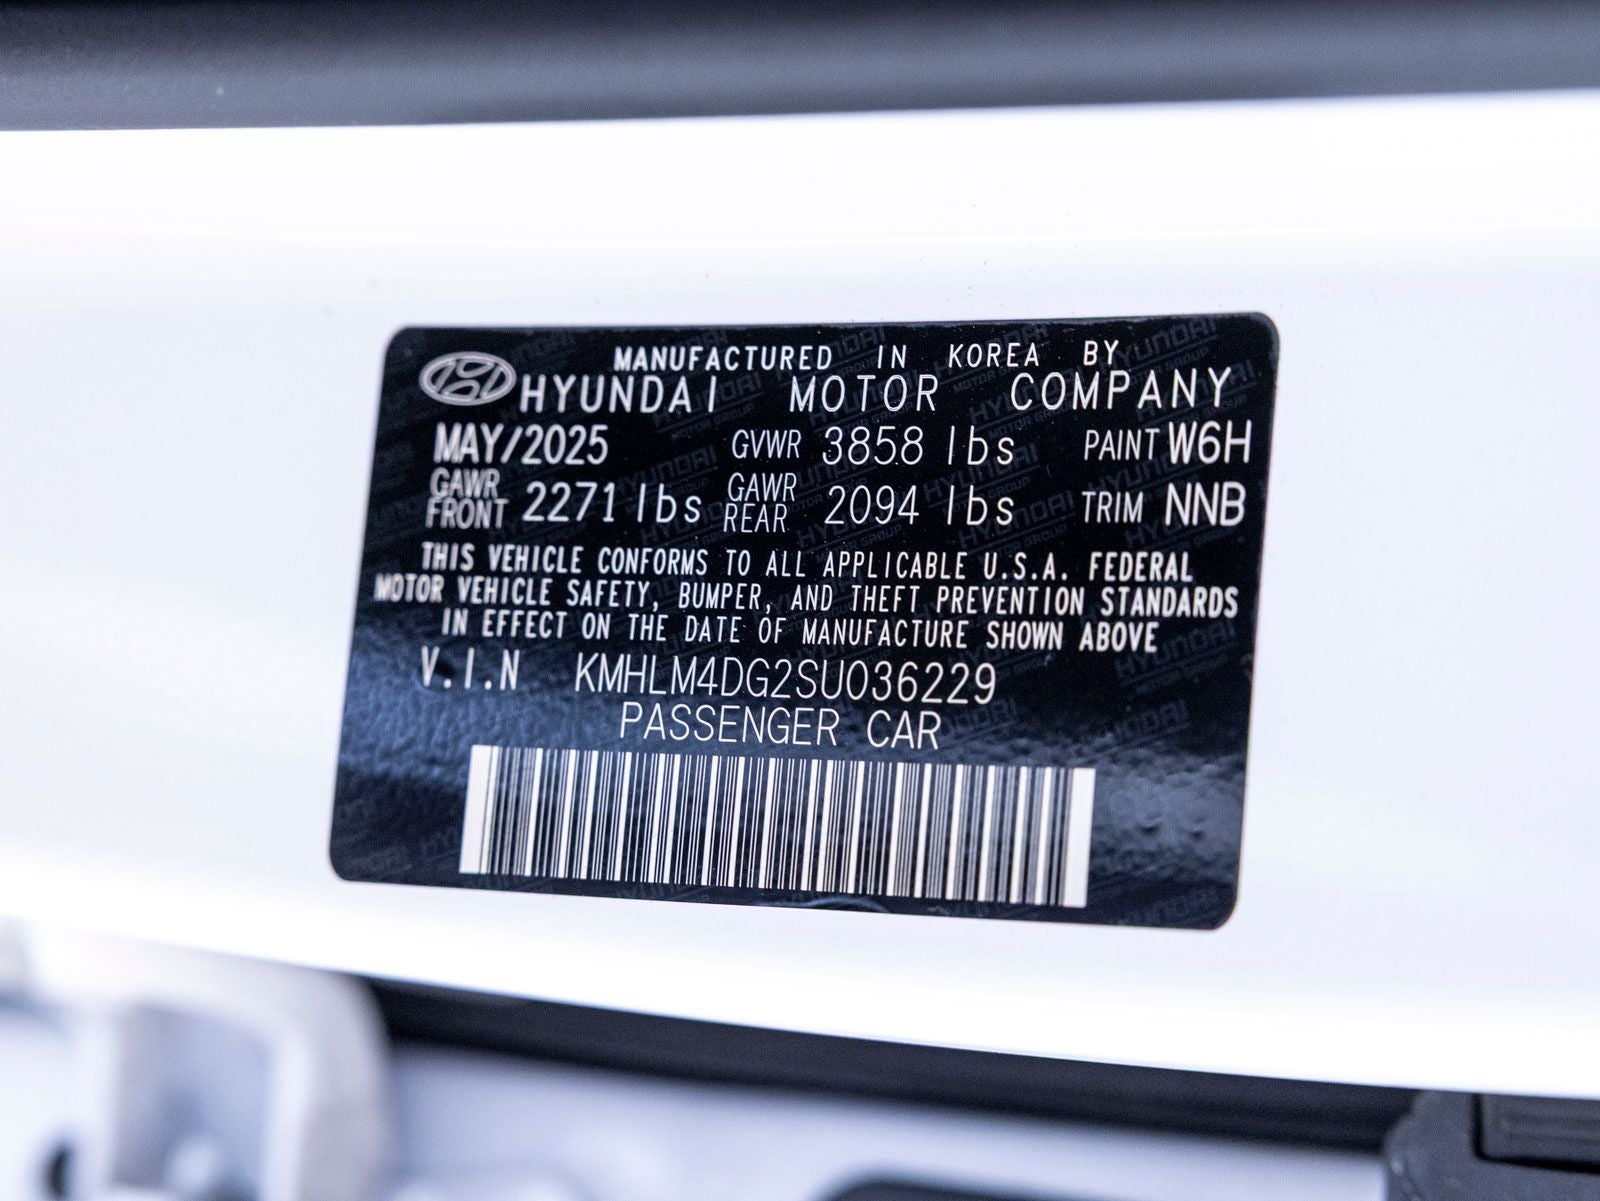 MANUFACTURED IN KOREA BY
HYUNDAI MOTOR COMPANY
MAY/2025 GVWR 3858 lbs PAINT W6H
GAWR FRONT 2271 lbs GAWR REAR 2094 lbs TRIM NNB
THIS VEHICLE CONFORMS TO ALL APPLICABLE U.S.A. FEDERAL
MOTOR VEHICLE SAFETY, BUMPER, AND THEFT PREVENTION STANDARDS
IN EFFECT ON THE DATE OF MANUFACTURE SHOWN ABOVE
V.I.N KMHLM4DG2SU036229
PASSENGER CAR